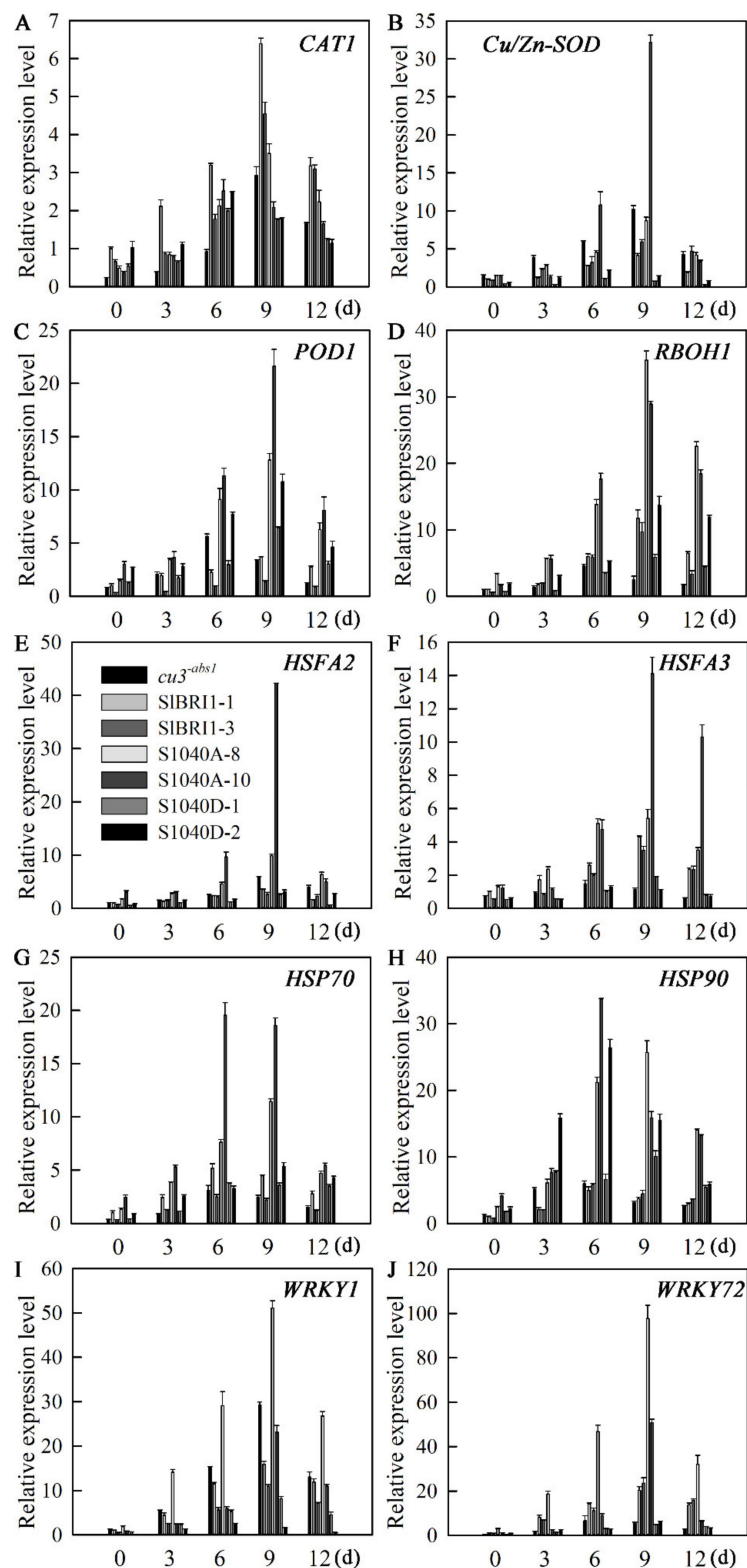 A
CAT1
Relative expression level
7
6
5
4
3
2
1
0
0 3 6 9 12 (d)
B
Cu/Zn-SOD
Relative expression level
35
30
25
20
15
10
5
0
0 3 6 9 12 (d)
C
POD1
Relative expression level
25
20
15
10
5
0
0 3 6 9 12 (d)
D
RBOH1
Relative expression level
40
30
20
10
0
0 3 6 9 12 (d)
E
HSFA2
Relative expression level
50
40
30
20
10
0
cu3-abs1
SlBRI1-1
SlBRI1-3
S1040A-8
S1040A-10
S1040D-1
S1040D-2
0 3 6 9 12 (d)
F
HSFA3
Relative expression level
16
14
12
10
8
6
4
2
0
0 3 6 9 12 (d)
G
HSP70
Relative expression level
25
20
15
10
5
0
0 3 6 9 12 (d)
H
HSP90
Relative expression level
40
30
20
10
0
0 3 6 9 12 (d)
I
WRKY1
Relative expression level
60
50
40
30
20
10
0
0 3 6 9 12 (d)
J
WRKY72
Relative expression level
120
100
80
60
40
20
0
0 3 6 9 12 (d)